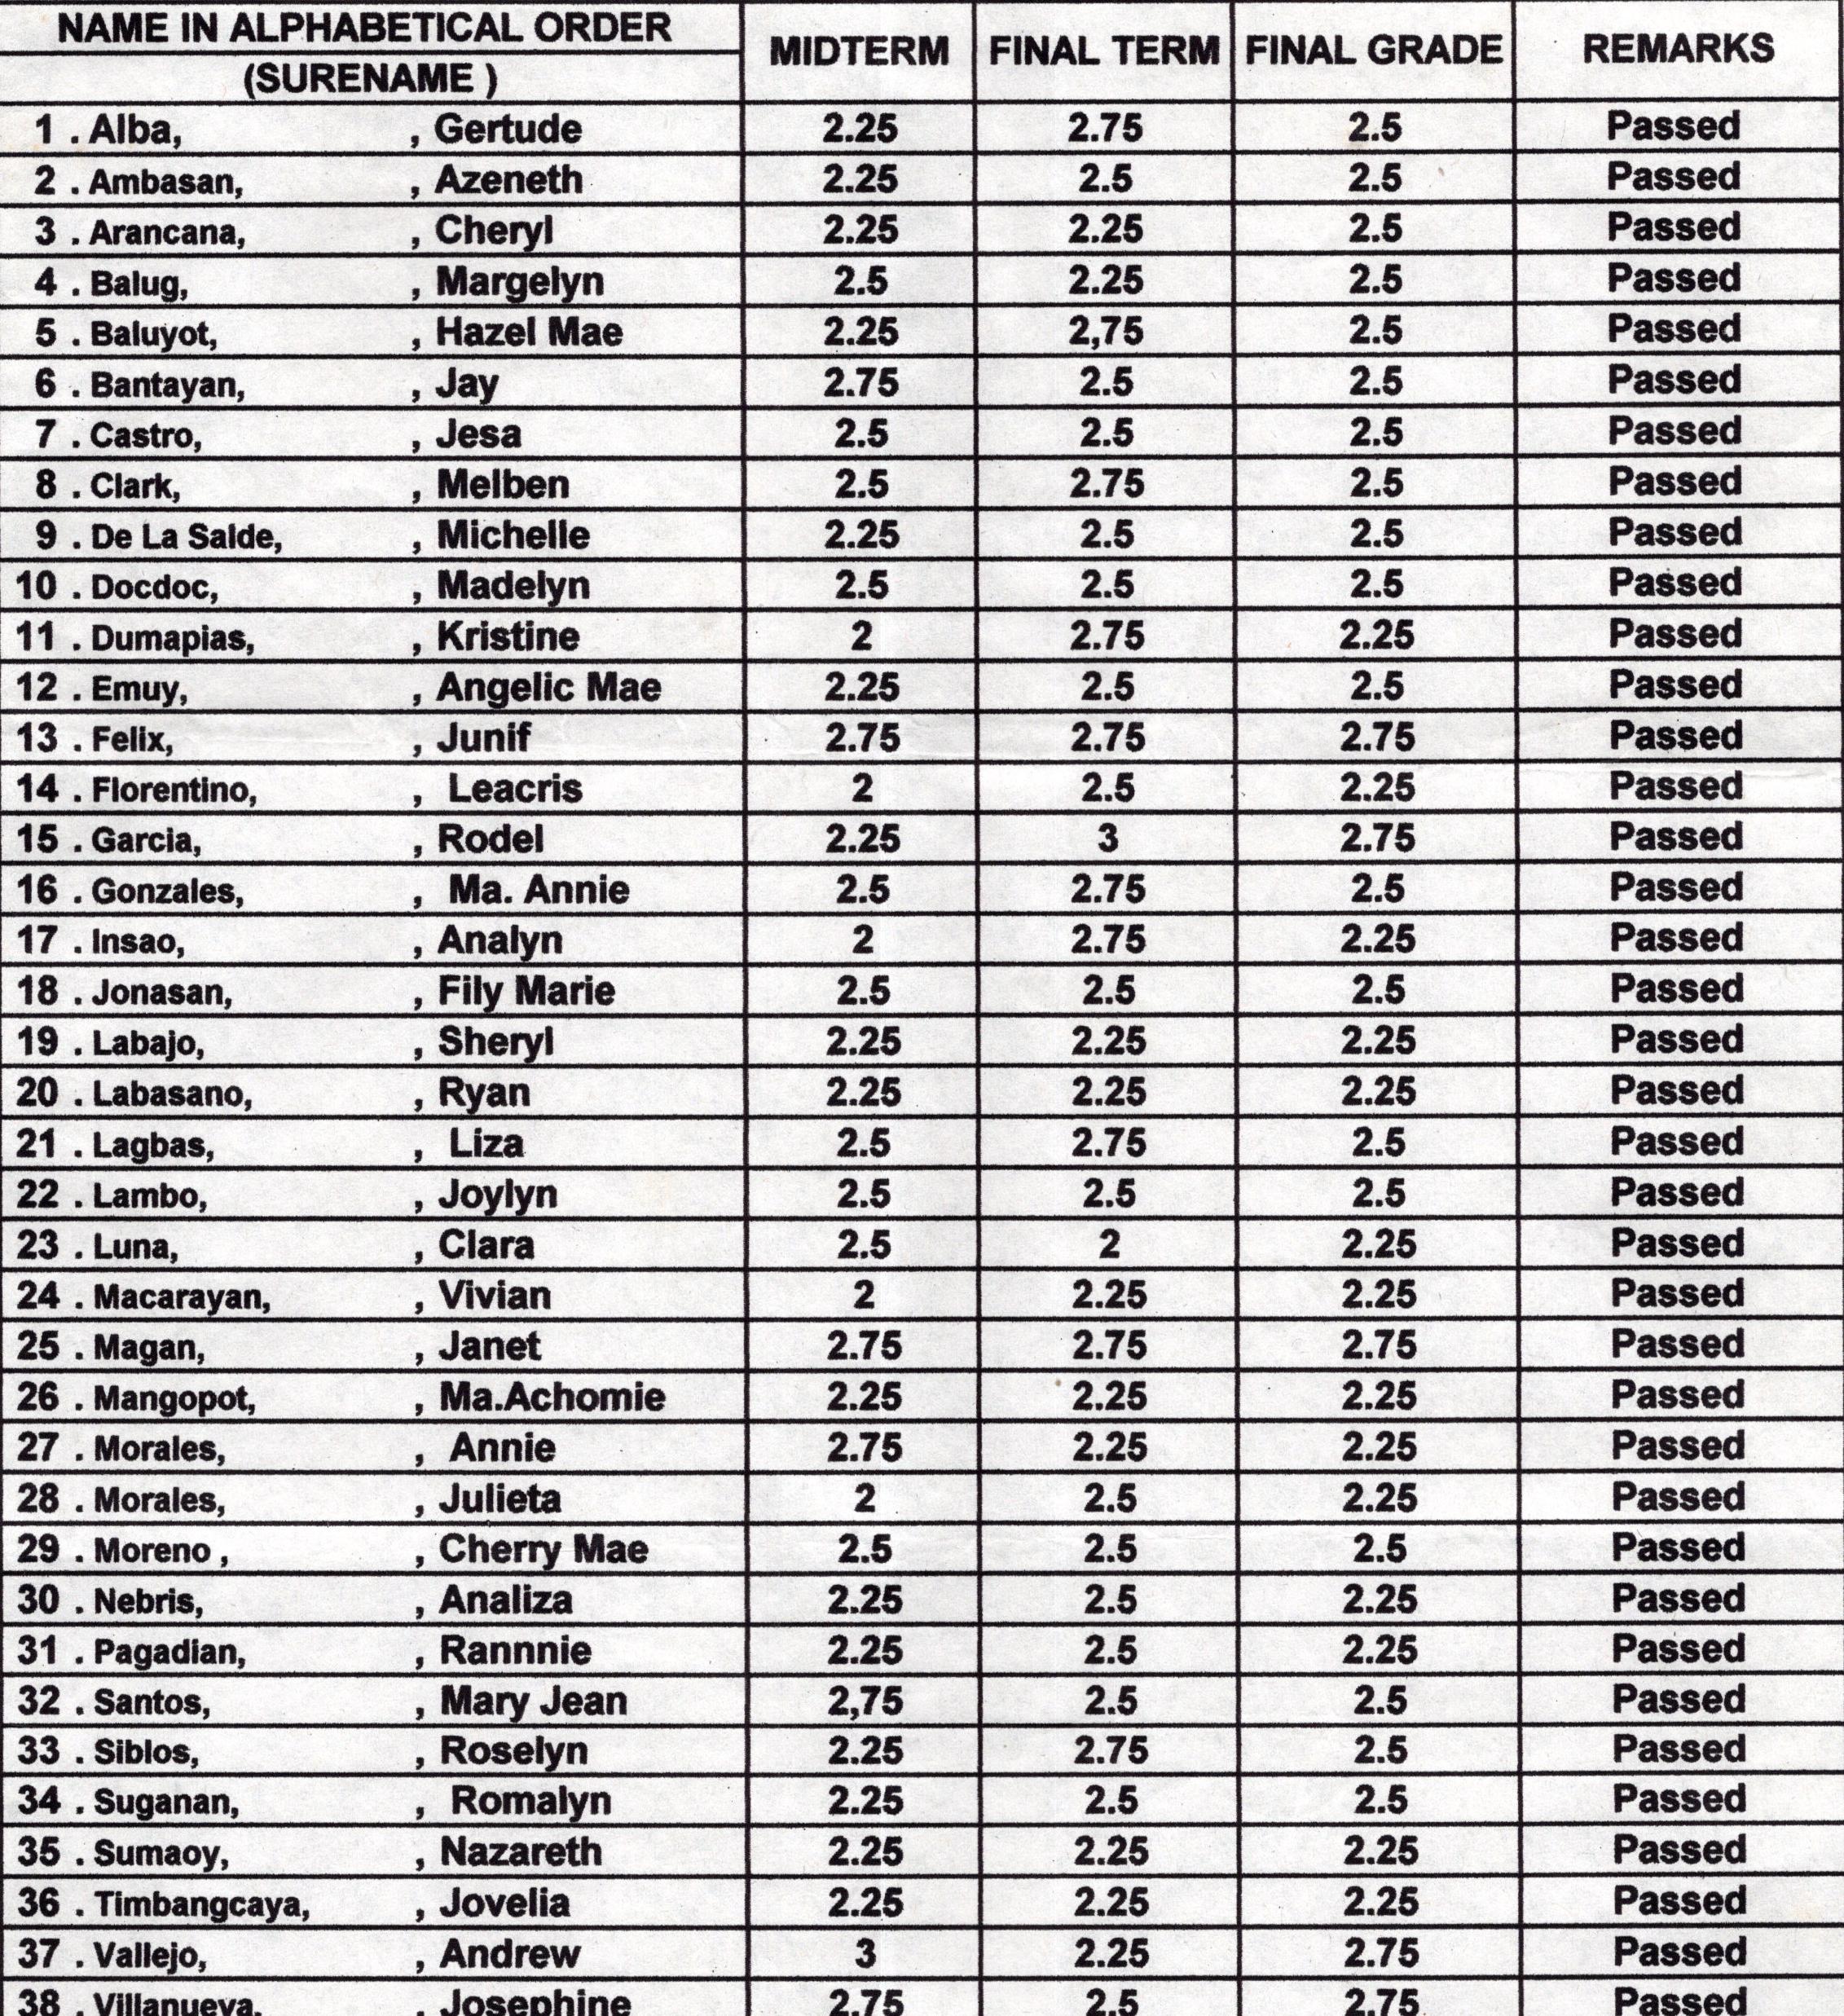 NAME IN ALPHABETICAL ORDER MIDTERM FINAL TERM FINAL GRADE REMARKS
(SURENAME )
1 . Alba, , Gertude 2.25 2.75 2.5 Passed
2 . Ambasan, , Azeneth 2.25 2.5 2.5 Passed
3 . Arancana, , Cheryl 2.25 2.25 2.5 Passed
4 . Balug, , Margelyn 2.5 2.25 2.5 Passed
5 . Baluyot, , Hazel Mae 2.25 2,75 2.5 Passed
6 . Bantayan, , Jay 2.75 2.5 2.5 Passed
7 . Castro, , Jesa 2.5 2.5 2.5 Passed
8 . Clark, , Melben 2.5 2.75 2.5 Passed
9 . De La Salde, , Michelle 2.25 2.5 2.5 Passed
10 . Docdoc, , Madelyn 2.5 2.5 2.5 Passed
11 . Dumapias, , Kristine 2 2.75 2.25 Passed
12 . Emuy, , Angelic Mae 2.25 2.5 2.5 Passed
13 . Felix, , Junif 2.75 2.75 2.75 Passed
14 . Florentino, , Leacris 2 2.5 2.25 Passed
15 . Garcia, , Rodel 2.25 3 2.75 Passed
16 . Gonzales, , Ma. Annie 2.5 2.75 2.5 Passed
17 . Insao, , Analyn 2 2.75 2.25 Passed
18 . Jonasan, , Fily Marie 2.5 2.5 2.5 Passed
19 . Labajo, , Sheryl 2.25 2.25 2.25 Passed
20 . Labasano, , Ryan 2.25 2.25 2.25 Passed
21 . Lagbas, , Liza 2.5 2.75 2.5 Passed
22 . Lambo, , Joylyn 2.5 2.5 2.5 Passed
23 . Luna, , Clara 2.5 2 2.25 Passed
24 . Macarayan, , Vivian 2 2.25 2.25 Passed
25 . Magan, , Janet 2.75 2.75 2.75 Passed
26 . Mangopot, , Ma.Achomie 2.25 2.25 2.25 Passed
27 . Morales, , Annie 2.75 2.25 2.25 Passed
28 . Morales, , Julieta 2 2.5 2.25 Passed
29 . Moreno , , Cherry Mae 2.5 2.5 2.5 Passed
30 . Nebris, , Analiza 2.25 2.5 2.25 Passed
31 . Pagadian, , Rannnie 2.25 2.5 2.25 Passed
32 . Santos, , Mary Jean 2,75 2.5 2.5 Passed
33 . Siblos, , Roselyn 2.25 2.75 2.5 Passed
34 . Suganan, , Romalyn 2.25 2.5 2.5 Passed
35 . Sumaoy, , Nazareth 2.25 2.25 2.25 Passed
36 . Timbangcaya, , Jovelia 2.25 2.25 2.25 Passed
37 . Vallejo, , Andrew 3 2.25 2.75 Passed
38 . Villanueva, , Josephine 2.75 2.5 2.75 Passed